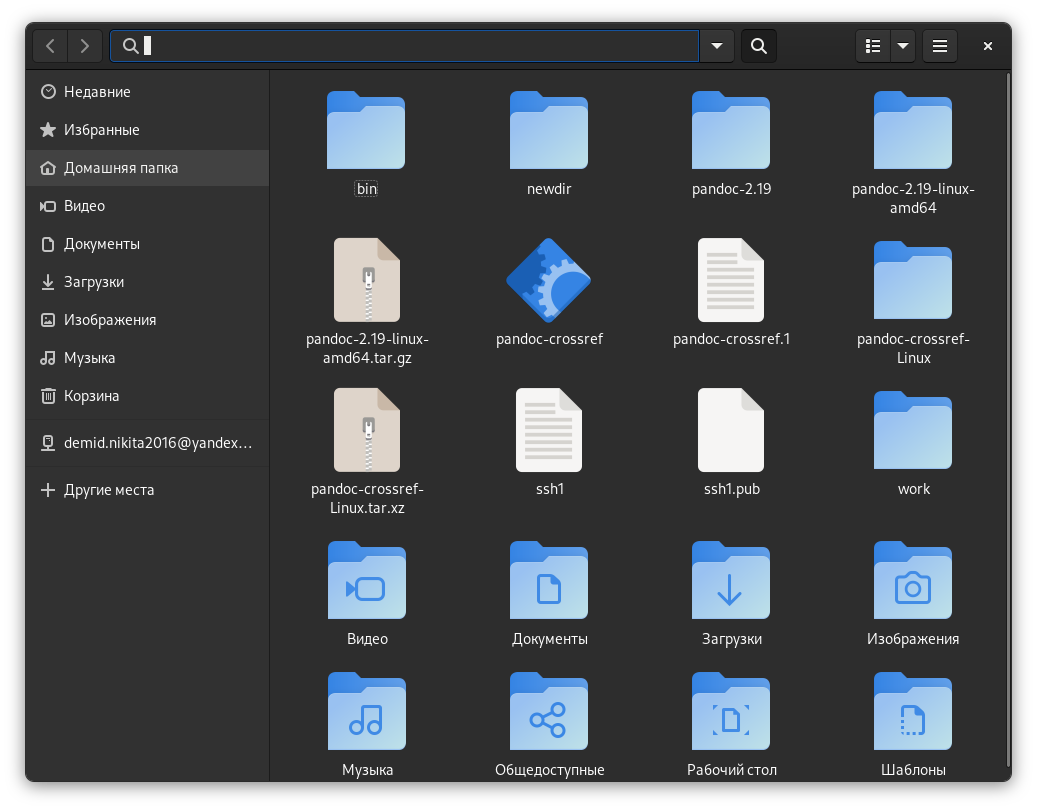 Недавние
Избранные
Домашняя папка
Видео
Документы
Загрузки
Изображения
Музыка
Корзина
demid.nikita2016@yandex...
Другие места
bin
newdir
pandoc-2.19
pandoc-2.19-linux-
amd64
pandoc-2.19-linux-
amd64.tar.gz
pandoc-crossref
pandoc-crossref.1
pandoc-crossref-
Linux
pandoc-crossref-
Linux.tar.xz
ssh1
ssh1.pub
work
Видео
Документы
Загрузки
Изображения
Музыка
Общедоступные
Рабочий стол
Шаблоны